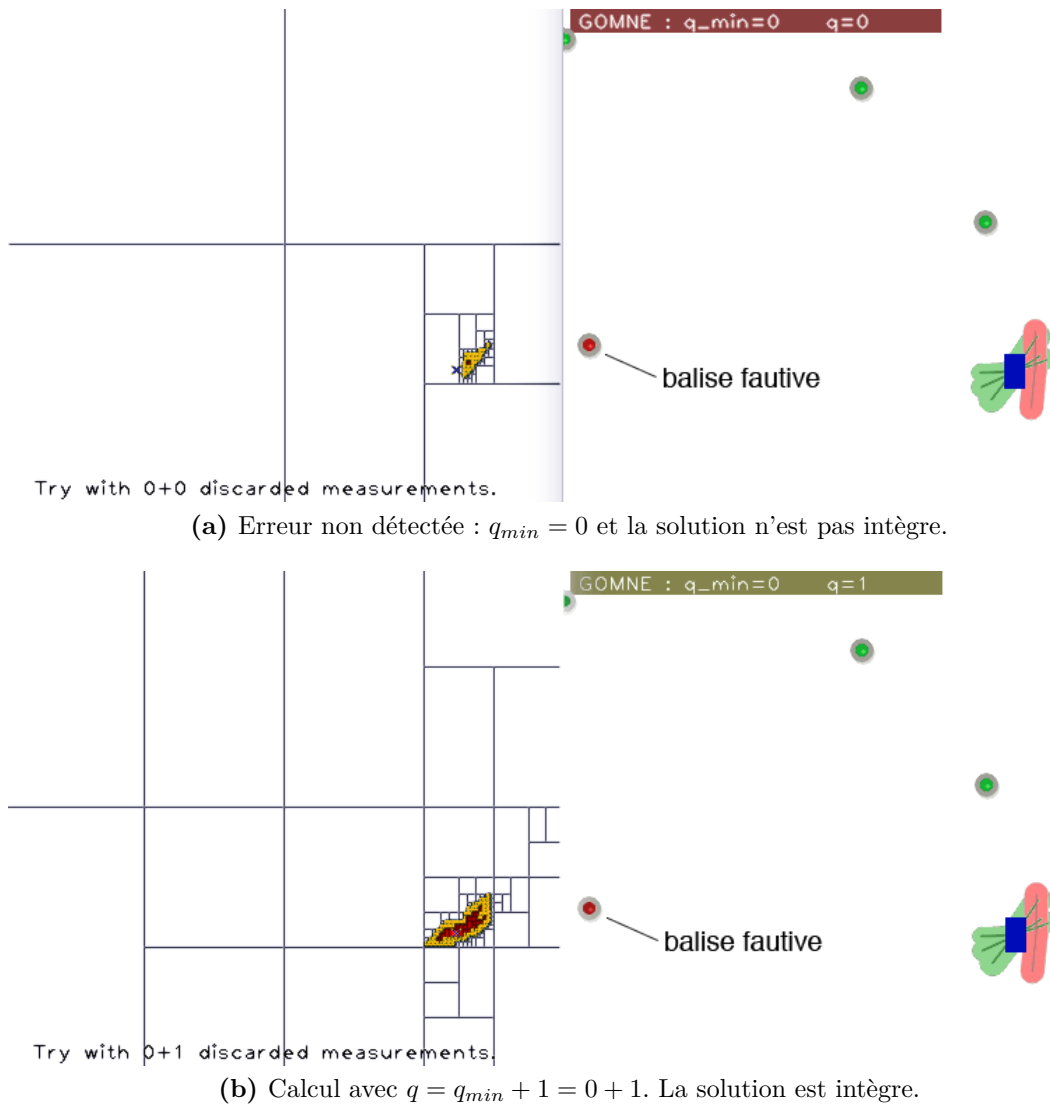 GOMNE : q_min=0 q=0
balise fautive
Try with 0+0 discarded measurements.
(a) Erreur non détectée : q_min = 0 et la solution n'est pas intègre.
GOMNE : q_min=0 q=1
balise fautive
Try with 0+1 discarded measurements.
(b) Calcul avec q = q_min + 1 = 0 + 1. La solution est intègre.